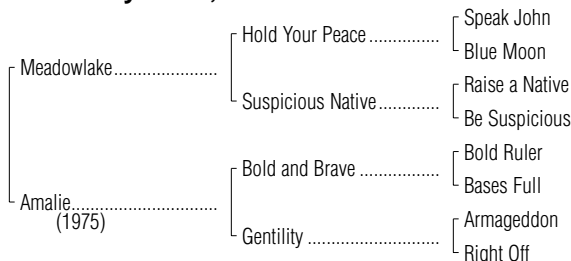 Speak John
Hold Your Peace
Blue Moon
Meadowlake
Raise a Native
Suspicious Native
Be Suspicious
Bold Ruler
Bold and Brave
Bases Full
Amalie
(1975)
Armageddon
Gentility
Right Off